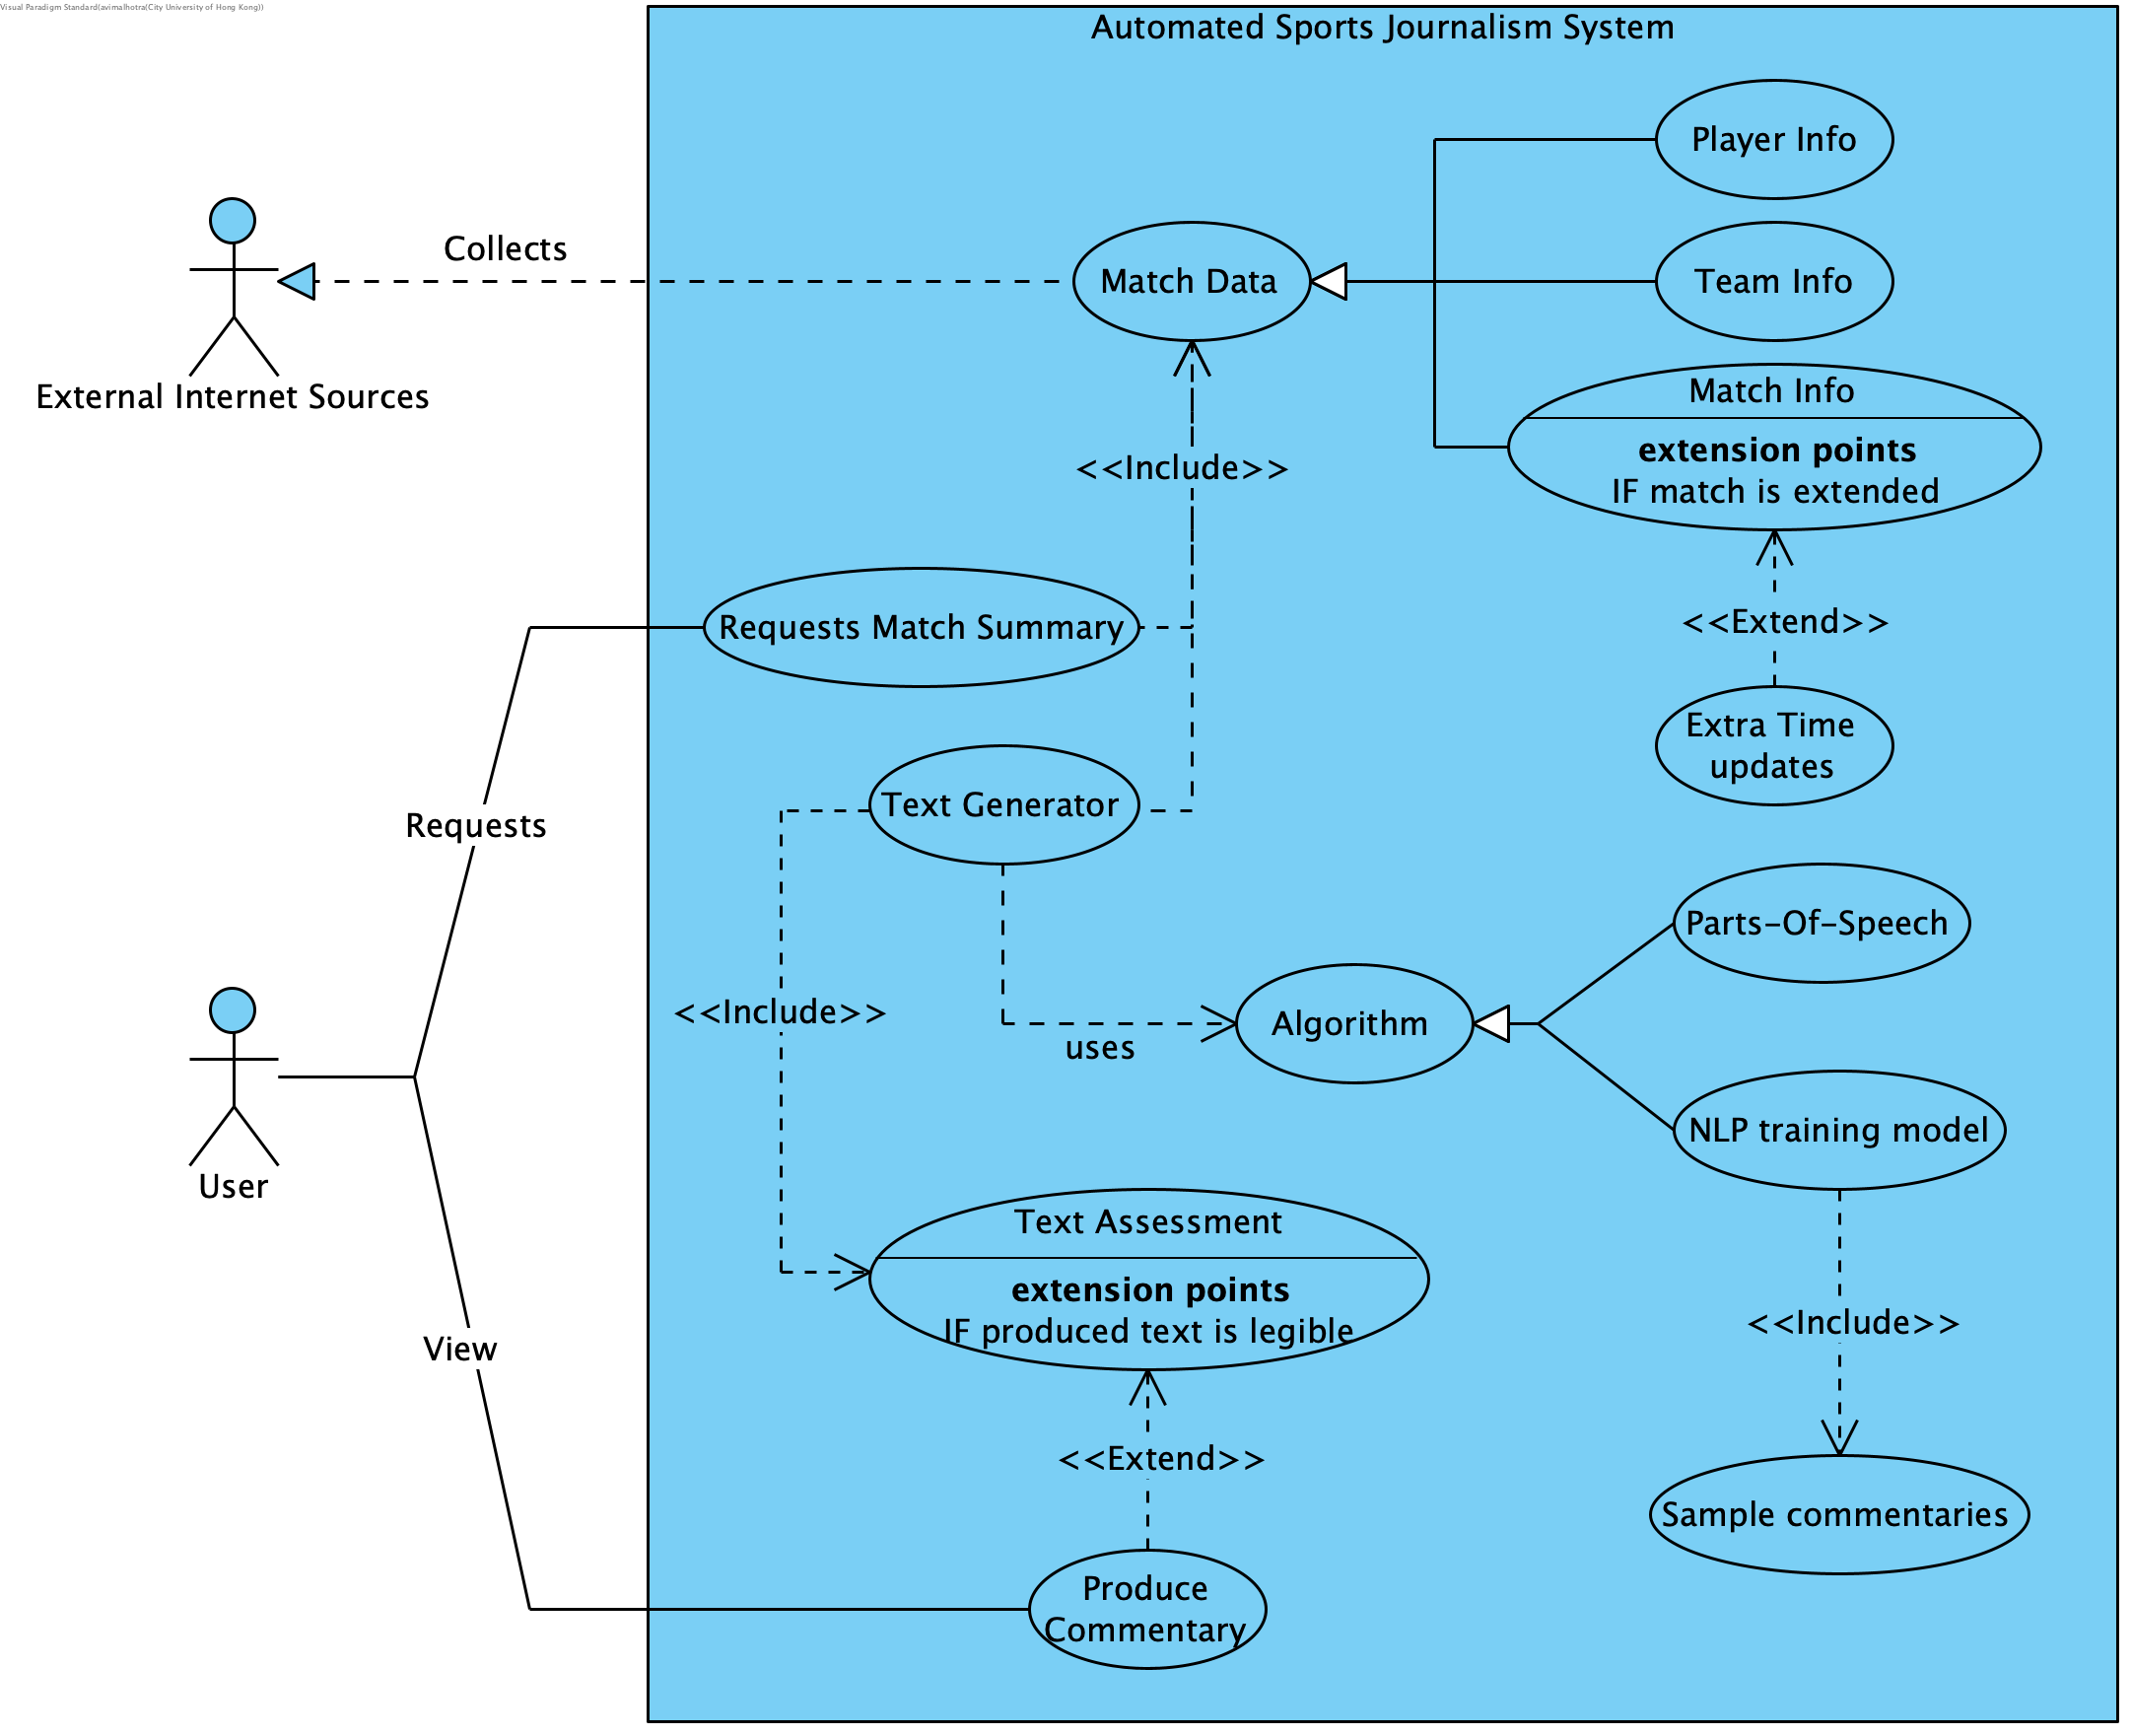 Visual Paradigm Standard(avimalhotra(City University of Hong Kong))
Automated Sports Journalism System
Player Info
Collects
Match Data
Team Info
External Internet Sources
Match Info
extension points
IF match is extended
<<Include>>
Requests Match Summary
<<Extend>>
Extra Time
updates
Text Generator
Requests
Parts-Of-Speech
<<Include>>
Algorithm
uses
NLP training model
User
Text Assessment
extension points
IF produced text is legible
<<Include>>
View
<<Extend>>
Sample commentaries
Produce
Commentary